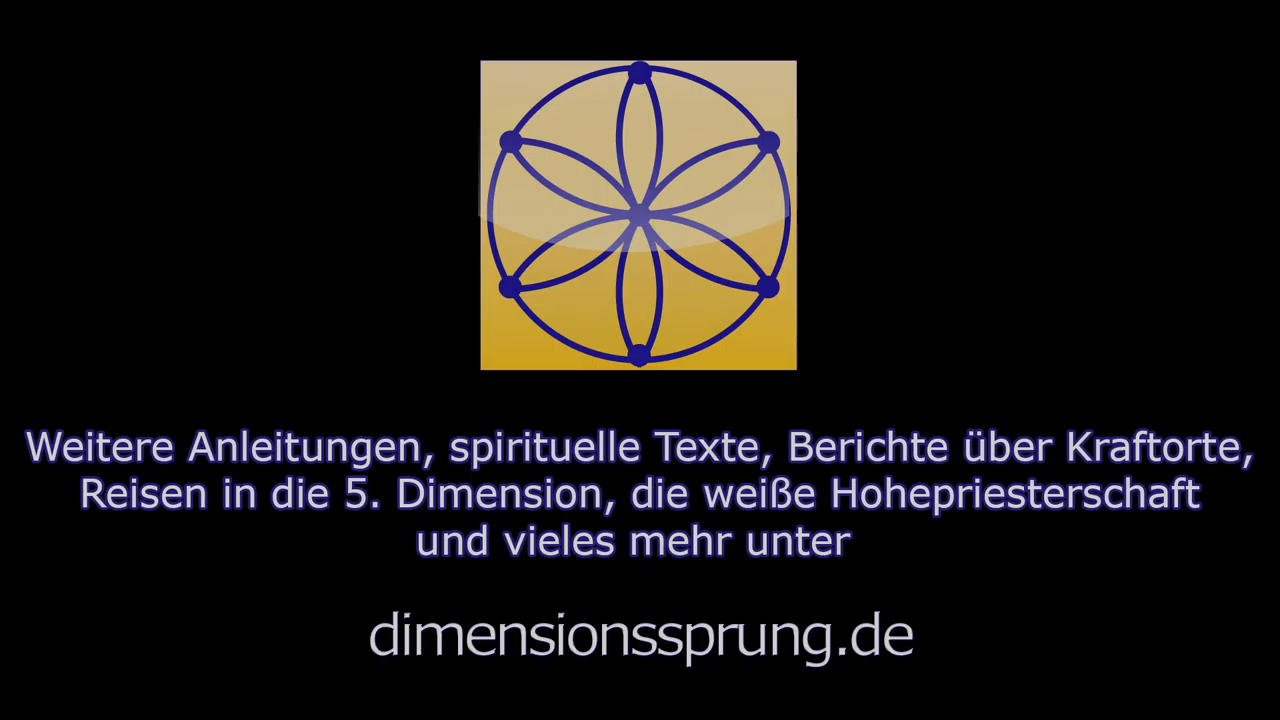 Weitere Anleitungen, spirituelle Texte, Berichte über Kraftorte,
Reisen in die 5. Dimension, die weiße Hohepriesterschaft
und vieles mehr unter
dimensionssprung.de